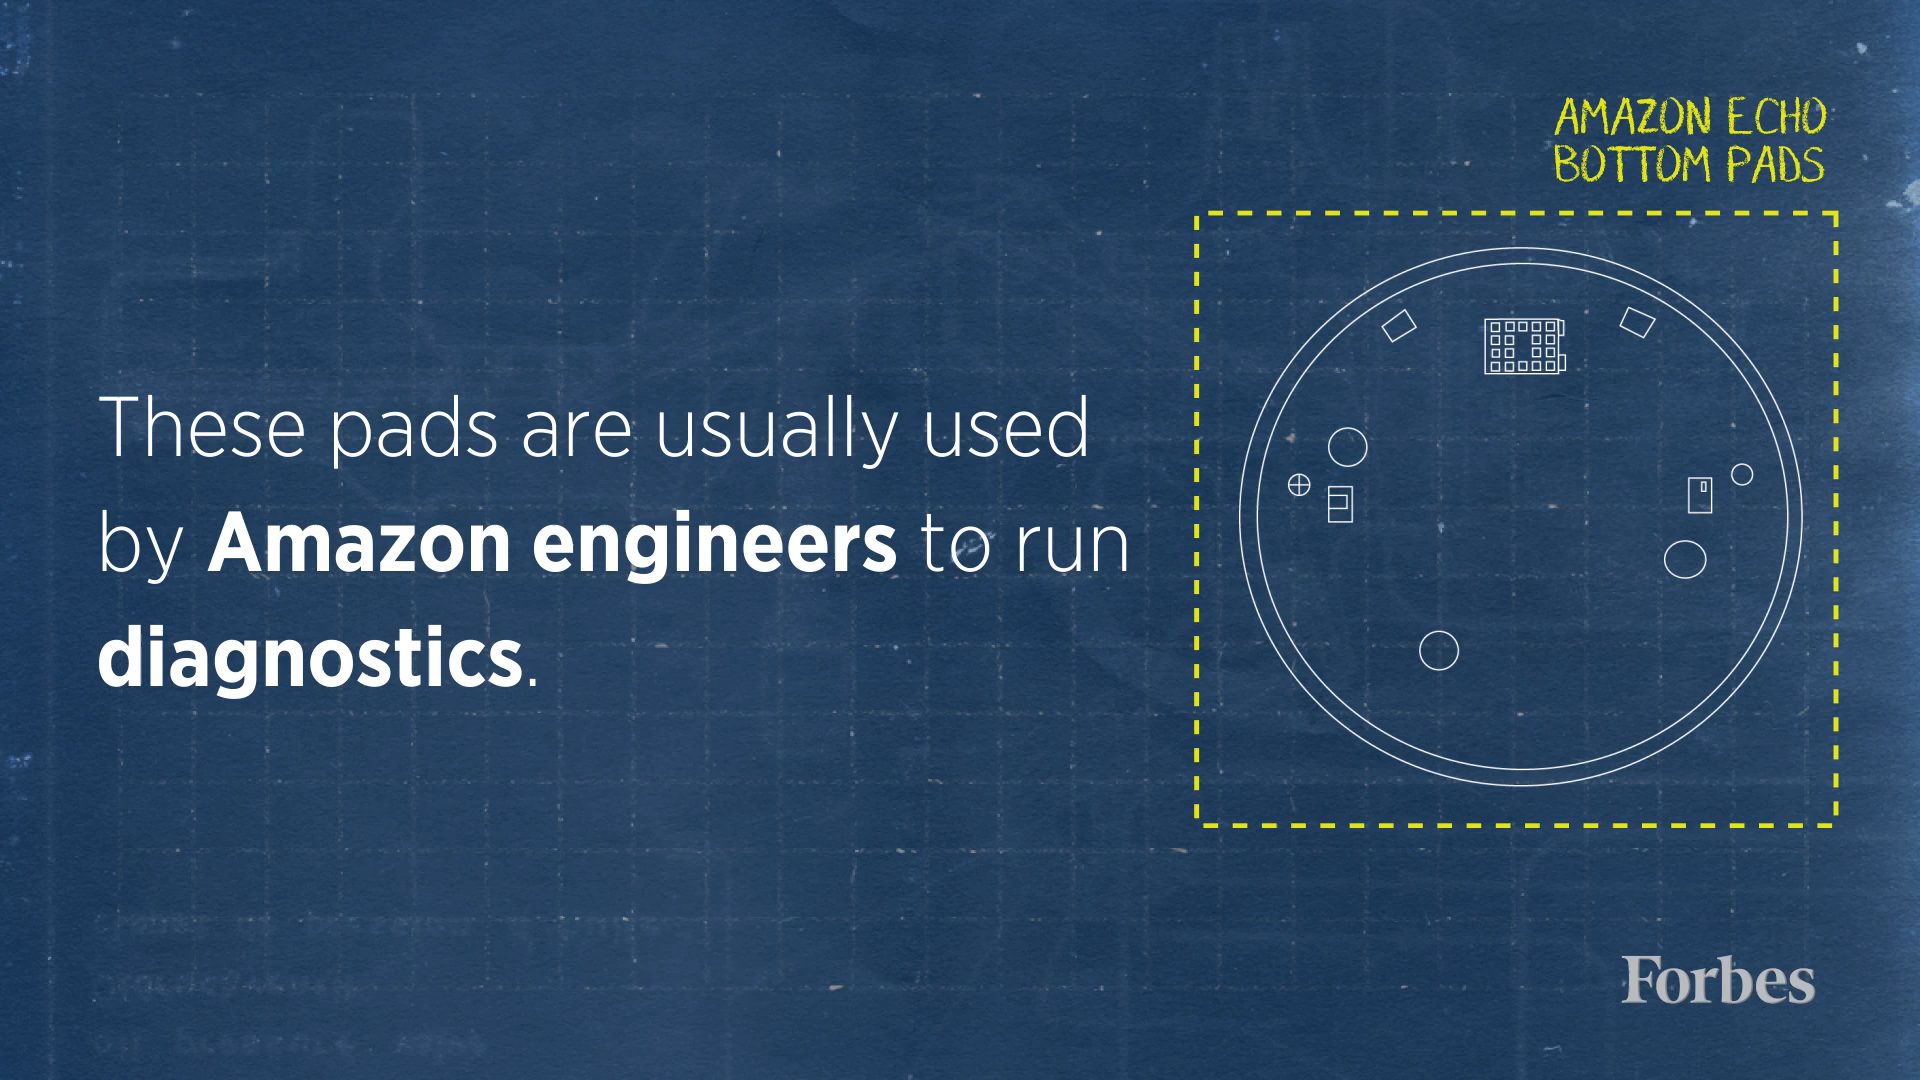 AMAZON ECHO
BOTTOM PADS
These pads are usually used
by Amazon engineers to run
diagnostics.
Forbes